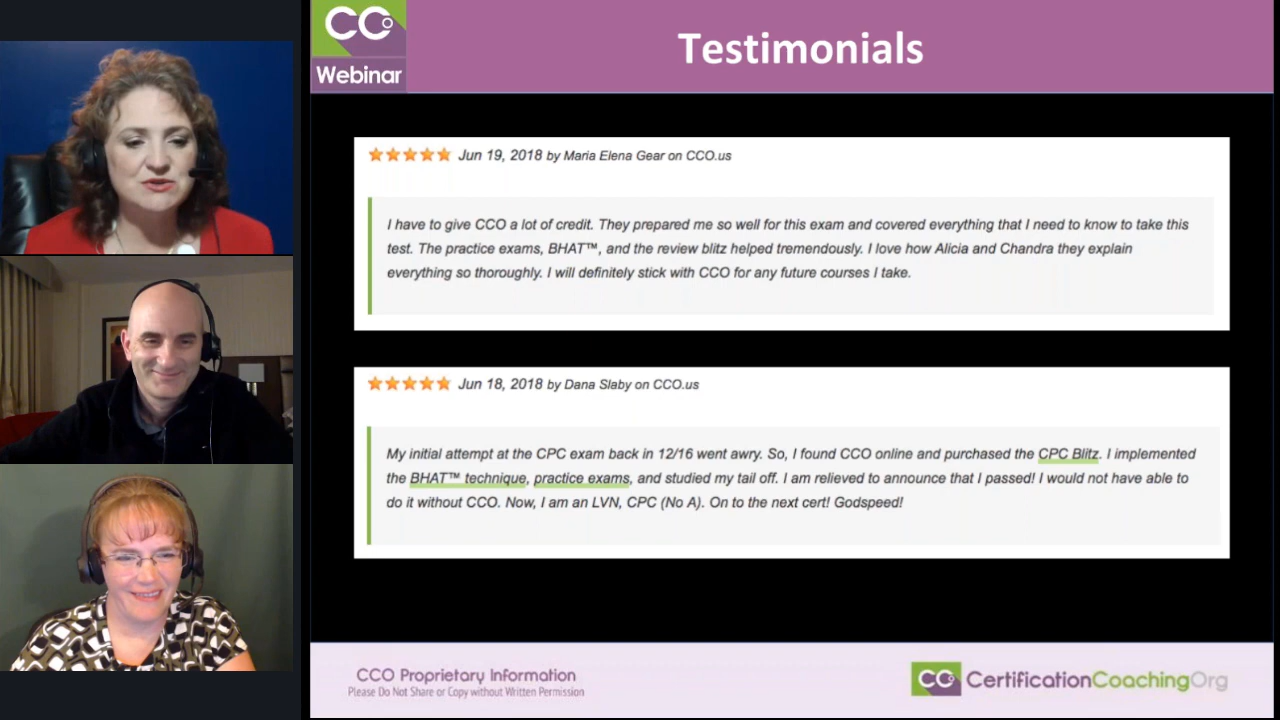 CCO
Webinar
Testimonials
Jun 19, 2018 by Maria Elena Gear on CCO.us
I have to give CCO a lot of credit. They prepared me so well for this exam and covered everything that I need to know to take this
test. The practice exams, BHAT™, and the review blitz helped tremendously. I love how Alicia and Chandra they explain
everything so thoroughly. I will definitely stick with CCO for any future courses I take.
Jun 18, 2018 by Dana Slaby on CCO.us
My initial attempt at the CPC exam back in 12/16 went awry. So, I found CCO online and purchased the CPC Blitz. I implemented
the BHAT™ technique, practice exams, and studied my tail off. I am relieved to announce that I passed! I would not have able to
do it without CCO. Now, I am an LVN, CPC (No A). On to the next cert! Godspeed!
CCO Proprietary Information
Please Do Not Share or Copy without Written Permission
CCO CertificationCoachingOrg